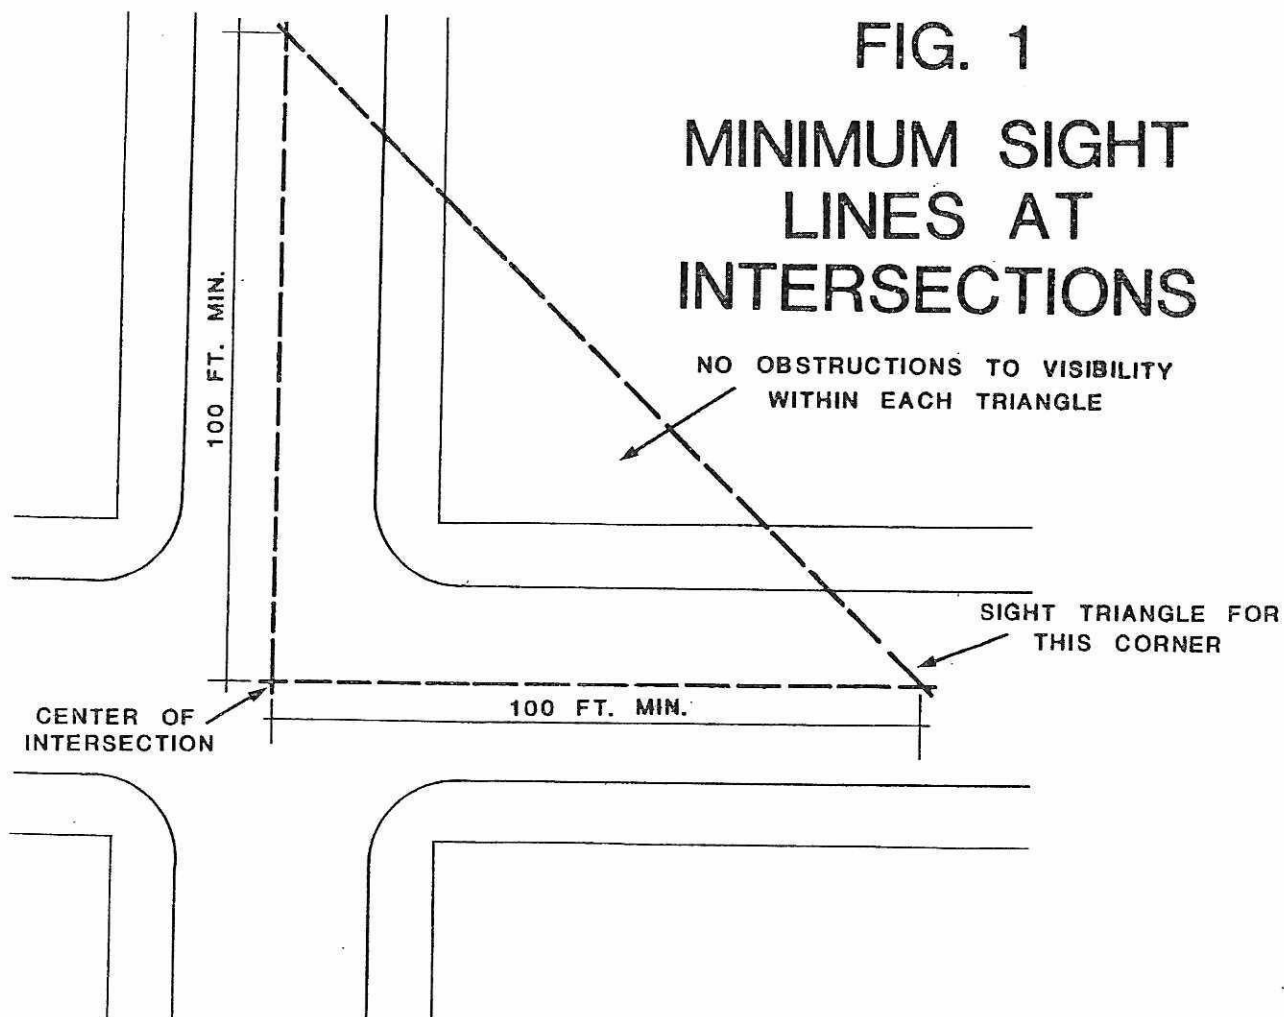 FIG. 1
MINIMUM SIGHT
LINES AT
INTERSECTIONS
NO OBSTRUCTIONS TO VISIBILITY
WITHIN EACH TRIANGLE
100 FT. MIN.
SIGHT TRIANGLE FOR
THIS CORNER
100 FT. MIN.
CENTER OF
INTERSECTION